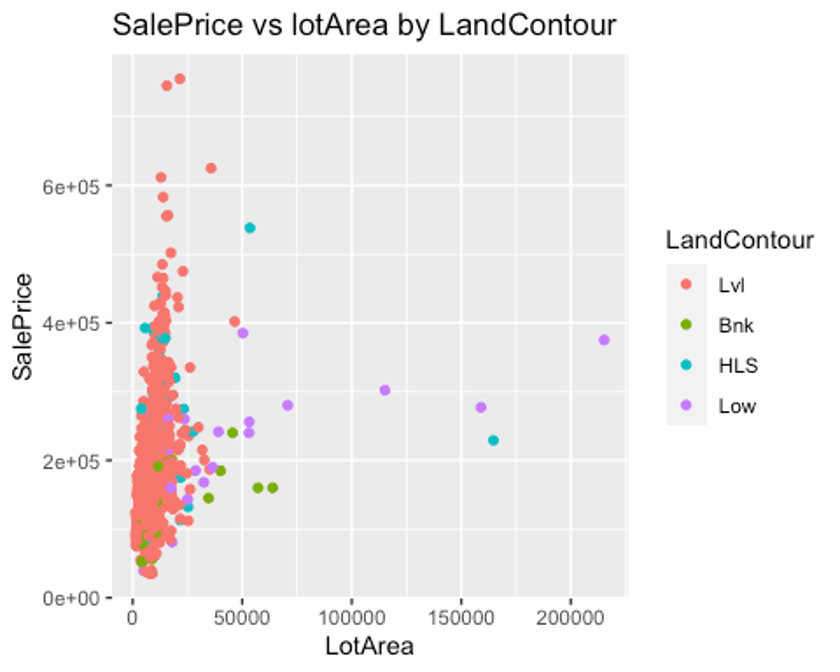 SalePrice vs lotArea by LandContour
6e+05
4e+05
2e+05
0e+00
SalePrice
0
50000
100000
150000
200000
LotArea
LandContour
Lvl
Bnk
HLS
Low